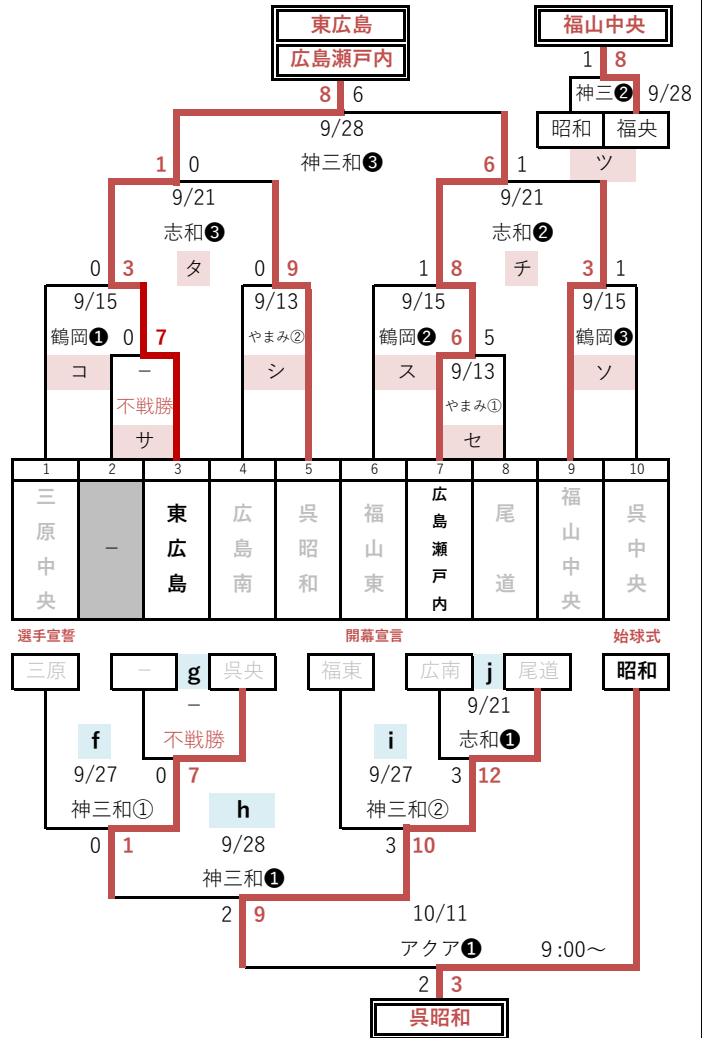 東広島
福山中央
広島瀬戸内
1 8
8 6
神三❷ 9/28
9/28
昭和 福央
神三和❸
ツ
1 0
6 1
9/21
9/21
志和❸
志和❷
0 3
タ
0 9
1 8
チ
3 1
9/15
9/13
9/15
9/15
鶴岡❶
0 7
やまみ②
鶴岡❷
6 5
鶴岡❸
コ
−
シ
ス
9/13
ソ
不戦勝
やまみ①
サ
セ
1 2 3 4 5 6 7 8 9 10
三原中央
−
東広島
広島南
呉昭和
福山東
広島瀬戸内
尾道
福山中央
呉中央
選手宣誓
開幕宣言
始球式
三原 − g 呉央 福東 広南 j 尾道 昭和
−
9/21
f
不戦勝
i
志和❶
9/27
0 7
9/27
3 12
神三和①
h
神三和②
0 1
9/28
3 10
神三和❶
2 9
10/11
アクア❶
9:00～
2 3
呉昭和